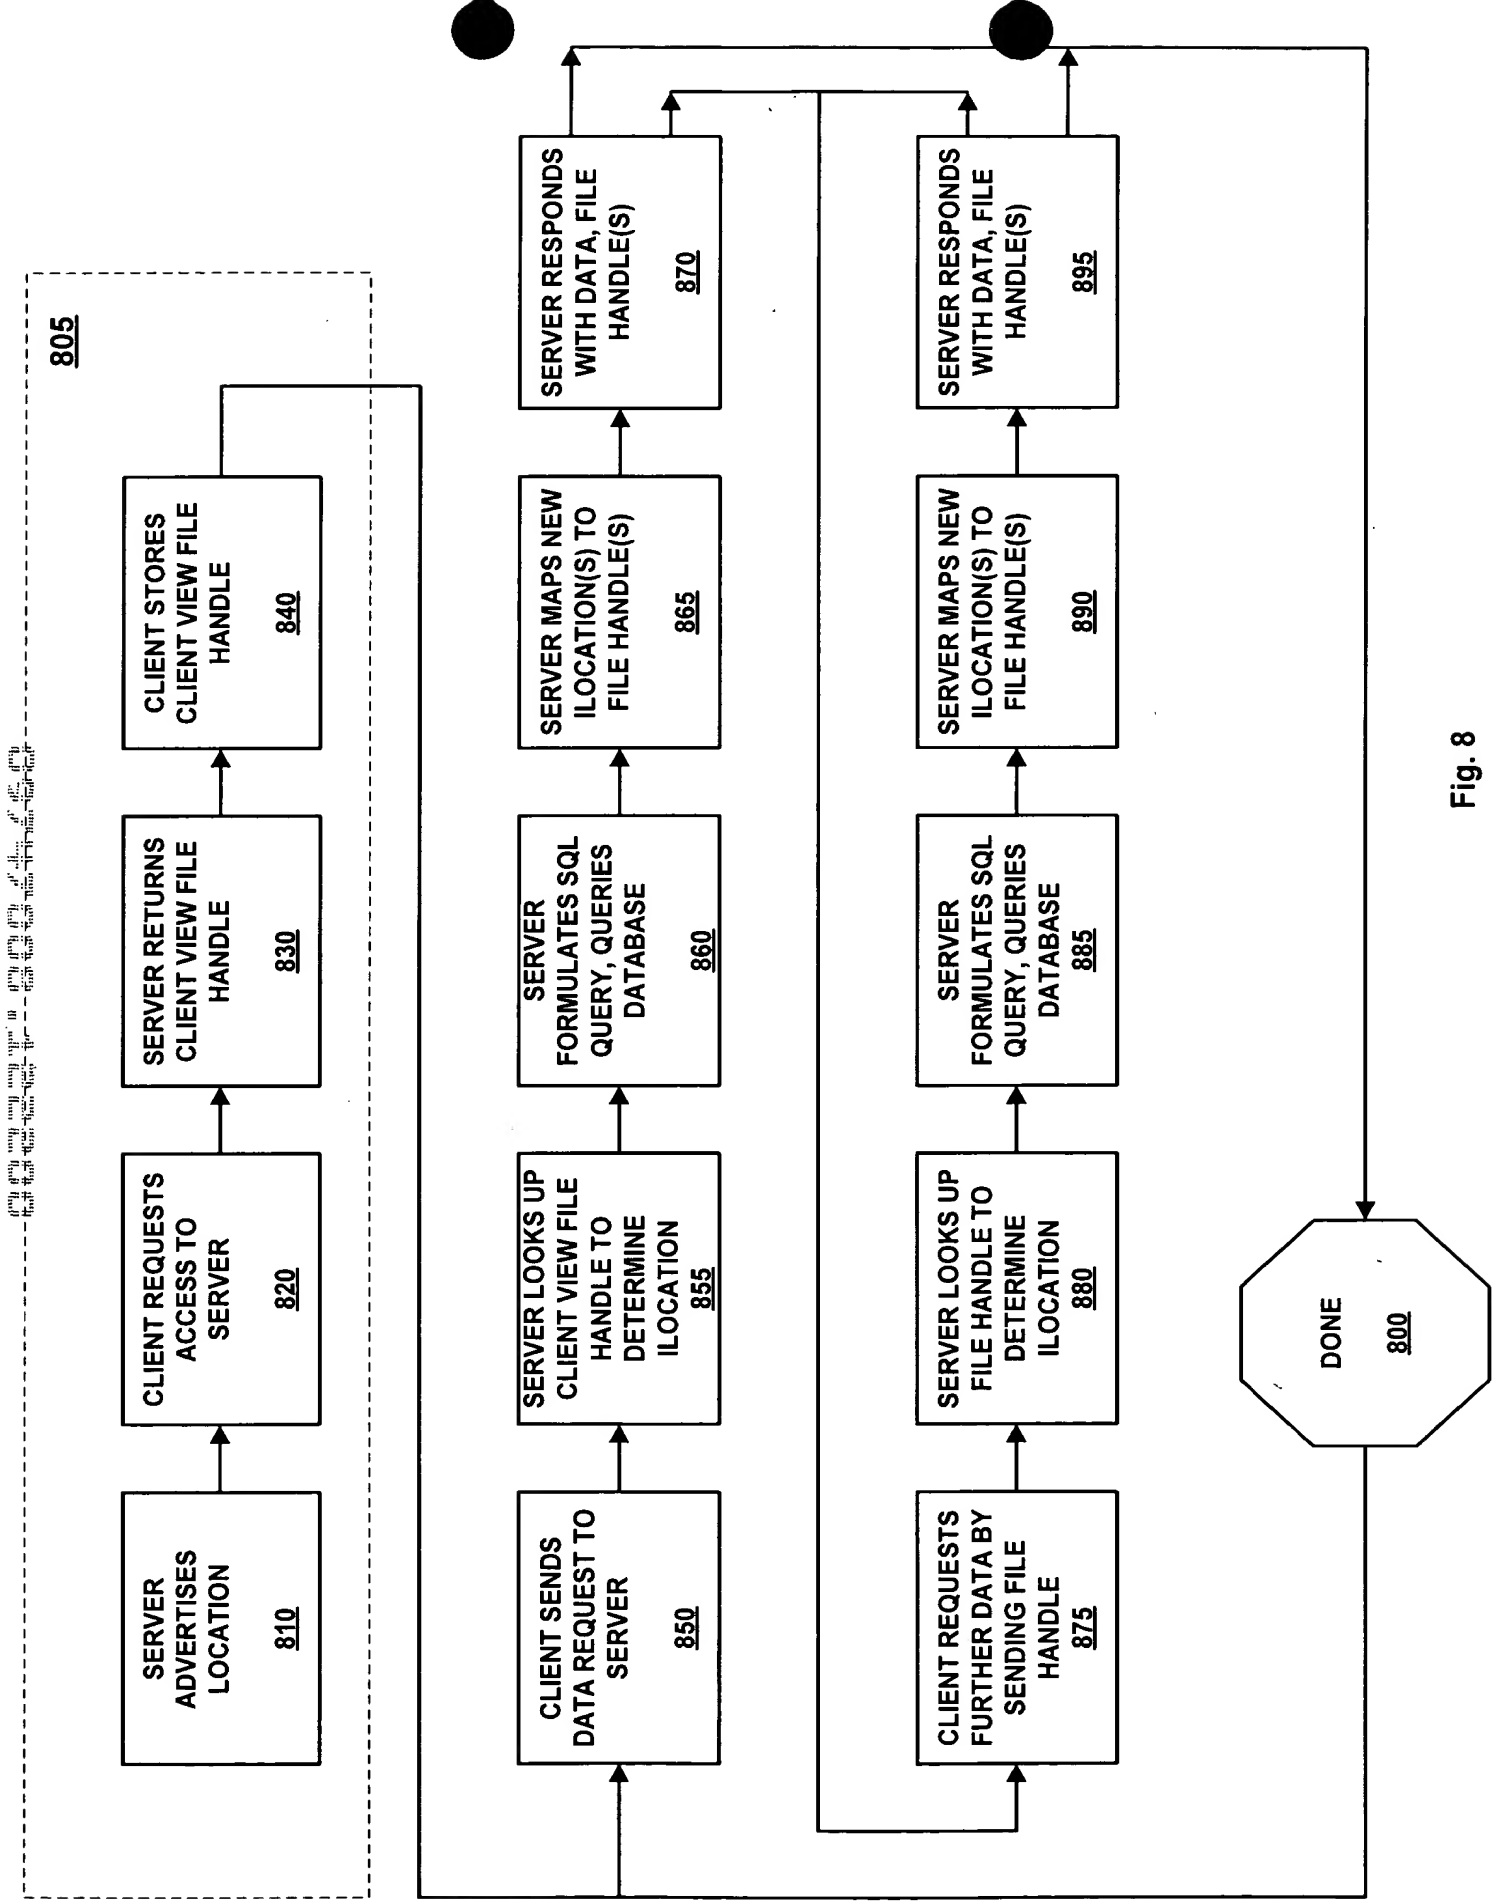 805
SERVER
ADVERTISES
LOCATION
810
CLIENT REQUESTS
ACCESS TO
SERVER
820
SERVER RETURNS
CLIENT VIEW FILE
HANDLE
830
CLIENT STORES
CLIENT VIEW FILE
HANDLE
840
CLIENT SENDS
DATA REQUEST TO
SERVER
850
SERVER LOOKS UP
CLIENT VIEW FILE
HANDLE TO
DETERMINE
ILOCATION
855
SERVER
FORMULATES SQL
QUERY, QUERIES
DATABASE
860
SERVER MAPS NEW
ILOCATION(S) TO
FILE HANDLE(S)
865
SERVER RESPONDS
WITH DATA, FILE
HANDLE(S)
870
CLIENT REQUESTS
FURTHER DATA BY
SENDING FILE
HANDLE
875
SERVER LOOKS UP
FILE HANDLE TO
DETERMINE
ILOCATION
880
SERVER
FORMULATES SQL
QUERY, QUERIES
DATABASE
885
SERVER MAPS NEW
ILOCATION(S) TO
FILE HANDLE(S)
890
SERVER RESPONDS
WITH DATA, FILE
HANDLE(S)
895
DONE
800
Fig. 8